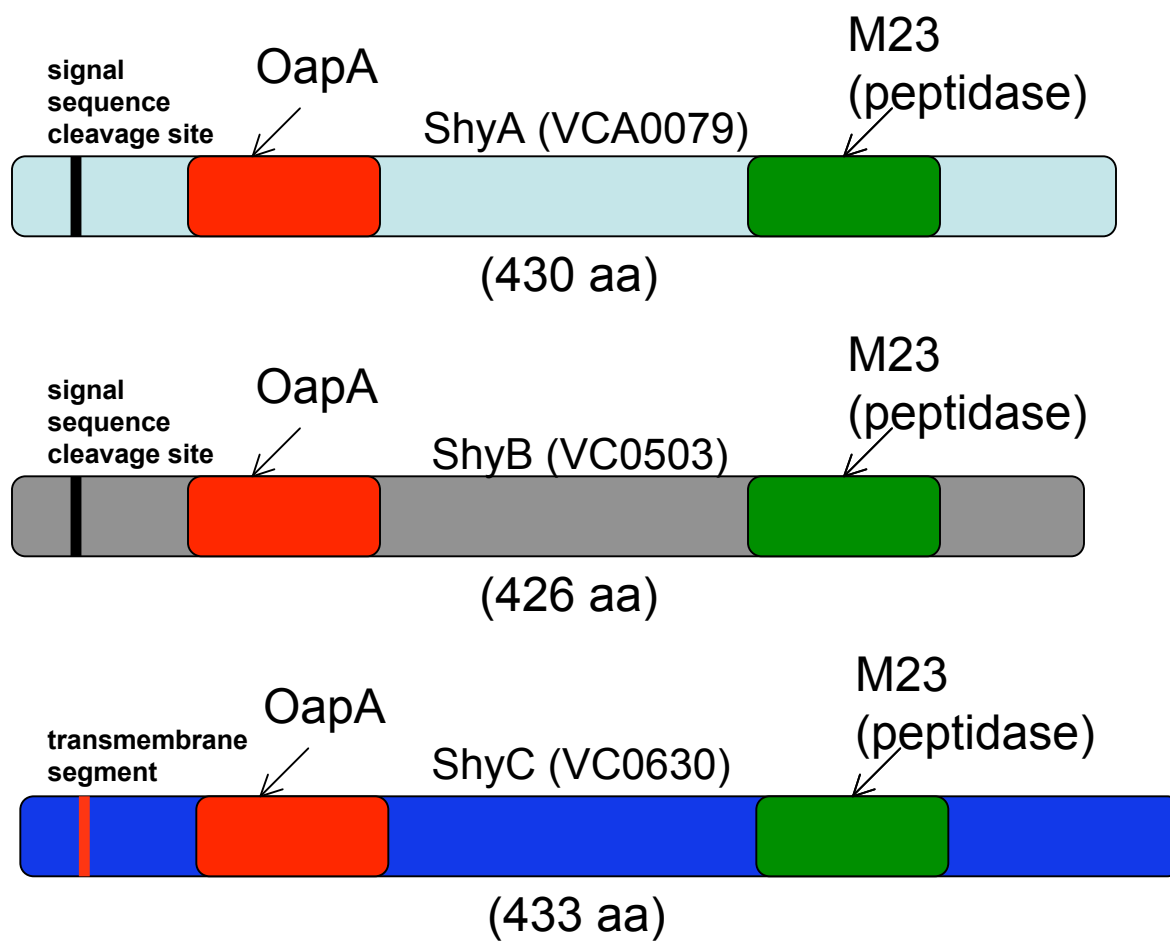 signal
sequence
cleavage site
OapA
ShyA (VCA0079)
M23
(peptidase)
(430 aa)
signal
sequence
cleavage site
OapA
ShyB (VC0503)
M23
(peptidase)
(426 aa)
transmembrane
segment
OapA
ShyC (VC0630)
M23
(peptidase)
(433 aa)